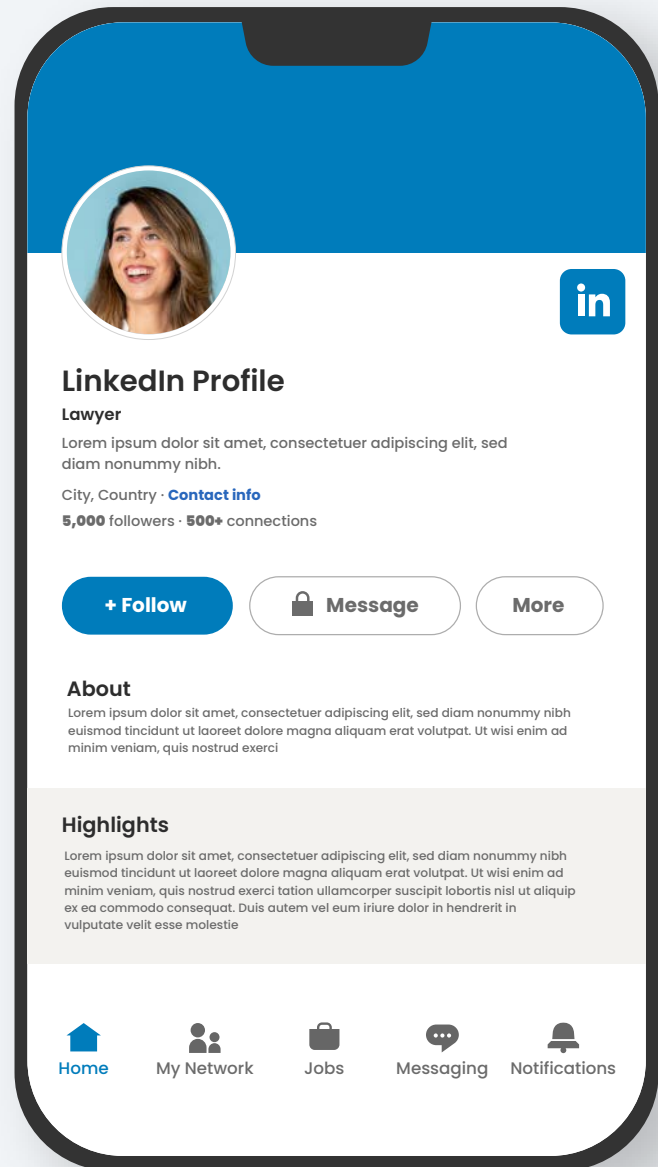 in
LinkedIn Profile
Lawyer
Lorem ipsum dolor sit amet, consectetuer adipiscing elit, sed
diam nonummy nibh.
City, Country · Contact info
5,000 followers · 500+ connections
+ Follow
Message
More
About
Lorem ipsum dolor sit amet, consectetuer adipiscing elit, sed diam nonummy nibh
euismod tincidunt ut laoreet dolore magna aliquam erat volutpat. Ut wisi enim ad
minim veniam, quis nostrud exerci
Highlights
Lorem ipsum dolor sit amet, consectetuer adipiscing elit, sed diam nonummy nibh
euismod tincidunt ut laoreet dolore magna aliquam erat volutpat. Ut wisi enim ad
minim veniam, quis nostrud exerci tation ullamcorper suscipit lobortis nisl ut aliquip
ex ea commodo consequat. Duis autem vel eum iriure dolor in hendrerit in
vulputate velit esse molestie
Home
My Network
Jobs
Messaging
Notifications